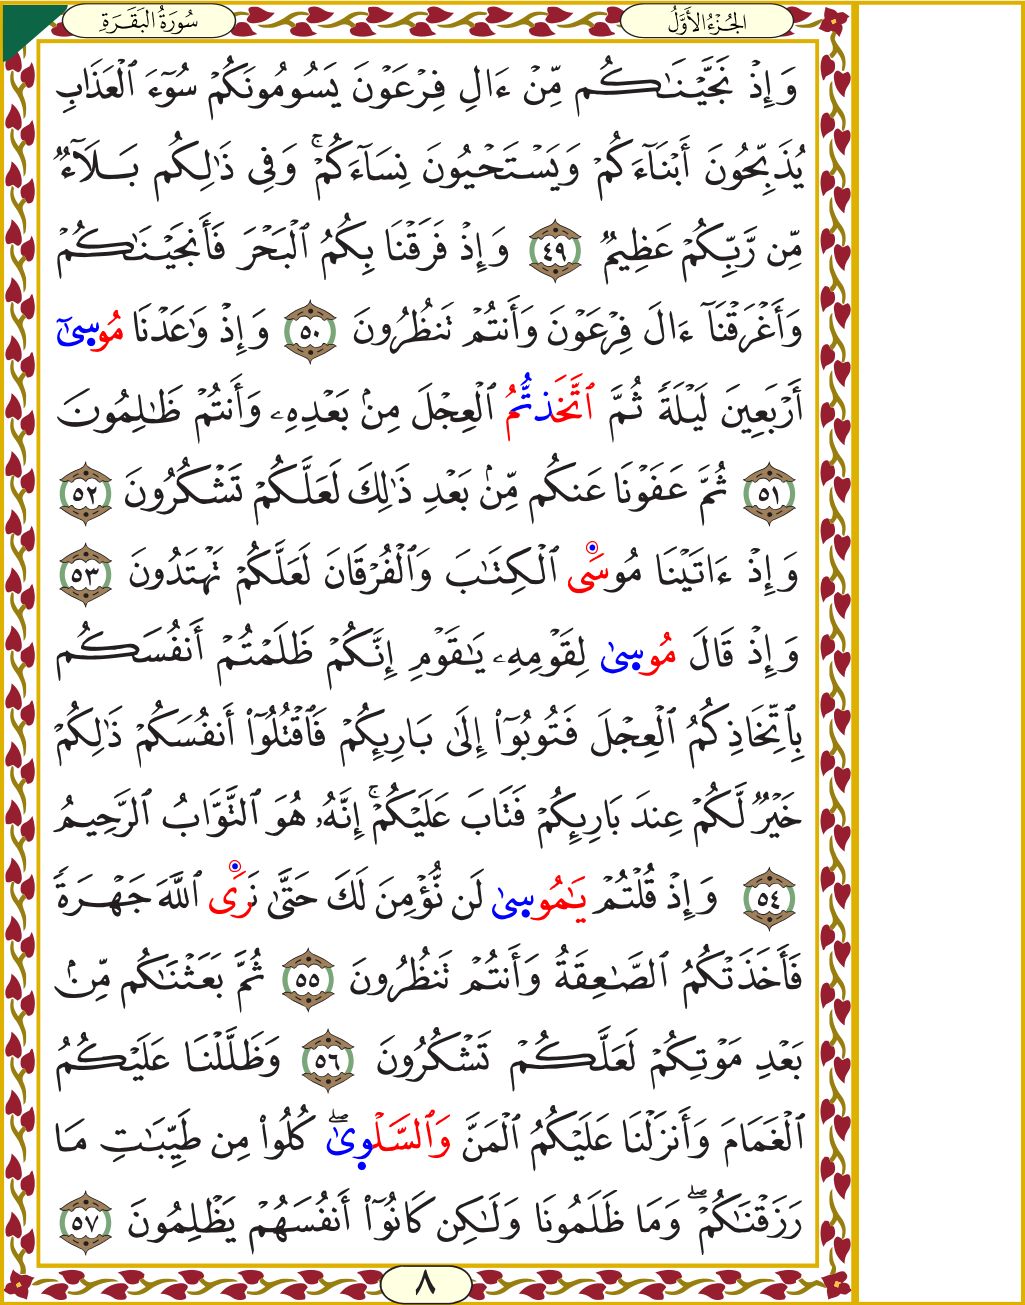 الجُزْءُ الأَوَّلُ
سُورَةُ البَقَرَةِ
وَإِذْ نَجَّيْنَٰكُم مِّنْ ءَالِ فِرْعَوْنَ يَسُومُونَكُمْ سُوٓءَ ٱلْعَذَابِ
يُذَبِّحُونَ أَبْنَآءَكُمْ وَيَسْتَحْيُونَ نِسَآءَكُمْ ۚ وَفِى ذَٰلِكُم بَلَآءٌ
مِّن رَّبِّكُمْ عَظِيمٌ ٤٩ وَإِذْ فَرَقْنَا بِكُمُ ٱلْبَحْرَ فَأَنجَيْنَٰكُمْ
وَأَغْرَقْنَآ ءَالَ فِرْعَوْنَ وَأَنتُمْ تَنظُرُونَ ٥٠ وَإِذْ وَٰعَدْنَا مُوسِىٰٓ
أَرْبَعِينَ لَيْلَةً ثُمَّ ٱتَّخَذتُّمُ ٱلْعِجْلَ مِنۢ بَعْدِهِۦ وَأَنتُمْ ظَٰلِمُونَ
٥١ ثُمَّ عَفَوْنَا عَنكُم مِّنۢ بَعْدِ ذَٰلِكَ لَعَلَّكُمْ تَشْكُرُونَ ٥٢
وَإِذْ ءَاتَيْنَا مُوسَى ٱلْكِتَٰبَ وَٱلْفُرْقَانَ لَعَلَّكُمْ تَهْتَدُونَ ٥٣
وَإِذْ قَالَ مُوسِىٰ لِقَوْمِهِۦ يَٰقَوْمِ إِنَّكُمْ ظَلَمْتُمْ أَنفُسَكُم
بِٱتِّخَاذِكُمُ ٱلْعِجْلَ فَتُوبُوٓا۟ إِلَىٰ بَارِئِكُمْ فَٱقْتُلُوٓا۟ أَنفُسَكُمْ ذَٰلِكُمْ
خَيْرٌ لَّكُمْ عِندَ بَارِئِكُمْ فَتَابَ عَلَيْكُمْ ۚ إِنَّهُۥ هُوَ ٱلتَّوَّابُ ٱلرَّحِيمُ
٥٤ وَإِذْ قُلْتُمْ يَٰمُوسِىٰ لَن نُّؤْمِنَ لَكَ حَتَّىٰ نَرَى ٱللَّهَ جَهْرَةً
فَأَخَذَتْكُمُ ٱلصَّٰعِقَةُ وَأَنتُمْ تَنظُرُونَ ٥٥ ثُمَّ بَعَثْنَٰكُم مِّنۢ
بَعْدِ مَوْتِكُمْ لَعَلَّكُمْ تَشْكُرُونَ ٥٦ وَظَلَّلْنَا عَلَيْكُمُ
ٱلْغَمَامَ وَأَنزَلْنَا عَلَيْكُمُ ٱلْمَنَّ وَٱلسَّلْوِىٰ ۖ كُلُوا۟ مِن طَيِّبَٰتِ مَا
رَزَقْنَٰكُمْ ۖ وَمَا ظَلَمُونَا وَلَٰكِن كَانُوٓا۟ أَنفُسَهُمْ يَظْلِمُونَ ٥٧
٨